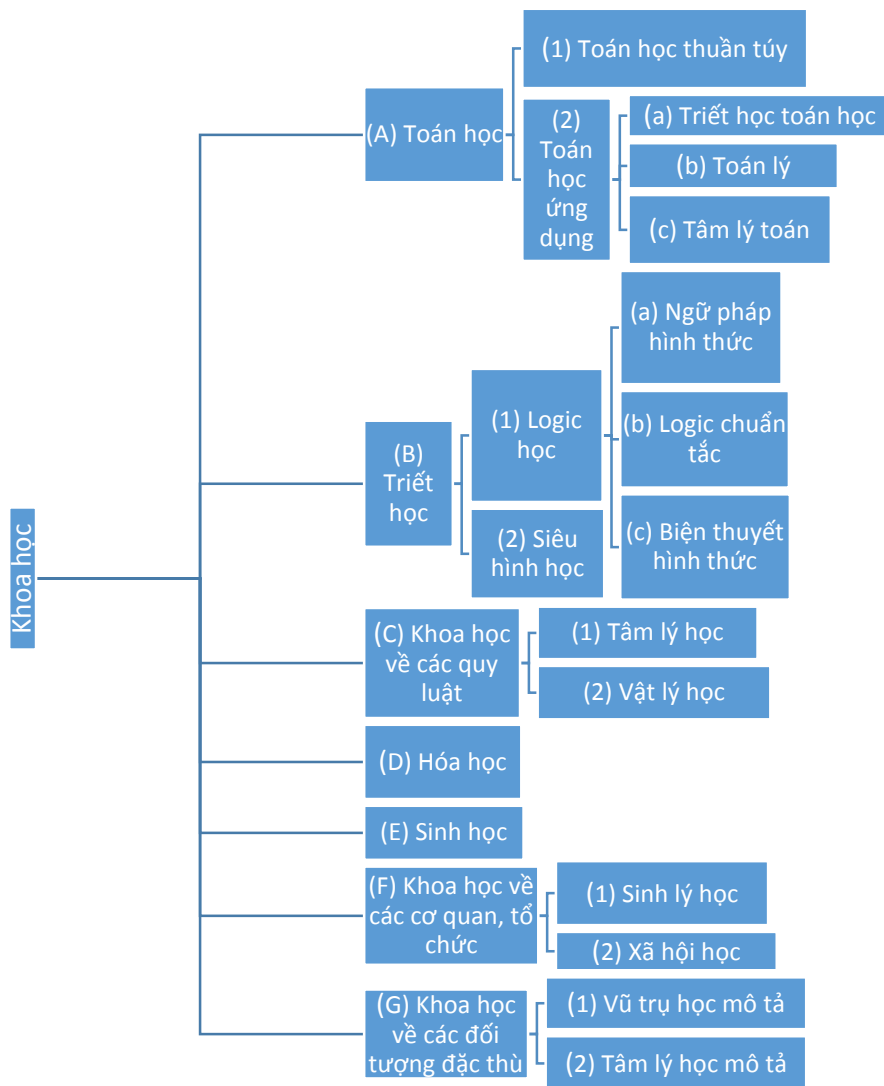 Khoa học
(A) Toán học
(1) Toán học thuần túy
(2)
Toán
học
ứng
dụng
(a) Triết học toán học
(b) Toán lý
(c) Tâm lý toán
(B)
Triết
học
(1) Logic
học
(a) Ngữ pháp
hình thức
(b) Logic chuẩn
tắc
(c) Biện thuyết
hình thức
(2) Siêu
hình học
(C) Khoa học
về các quy
luật
(1) Tâm lý học
(2) Vật lý học
(D) Hóa học
(E) Sinh học
(F) Khoa học về
các cơ quan, tổ
chức
(1) Sinh lý học
(2) Xã hội học
(G) Khoa học
về các đối
tượng đặc thù
(1) Vũ trụ học mô tả
(2) Tâm lý học mô tả